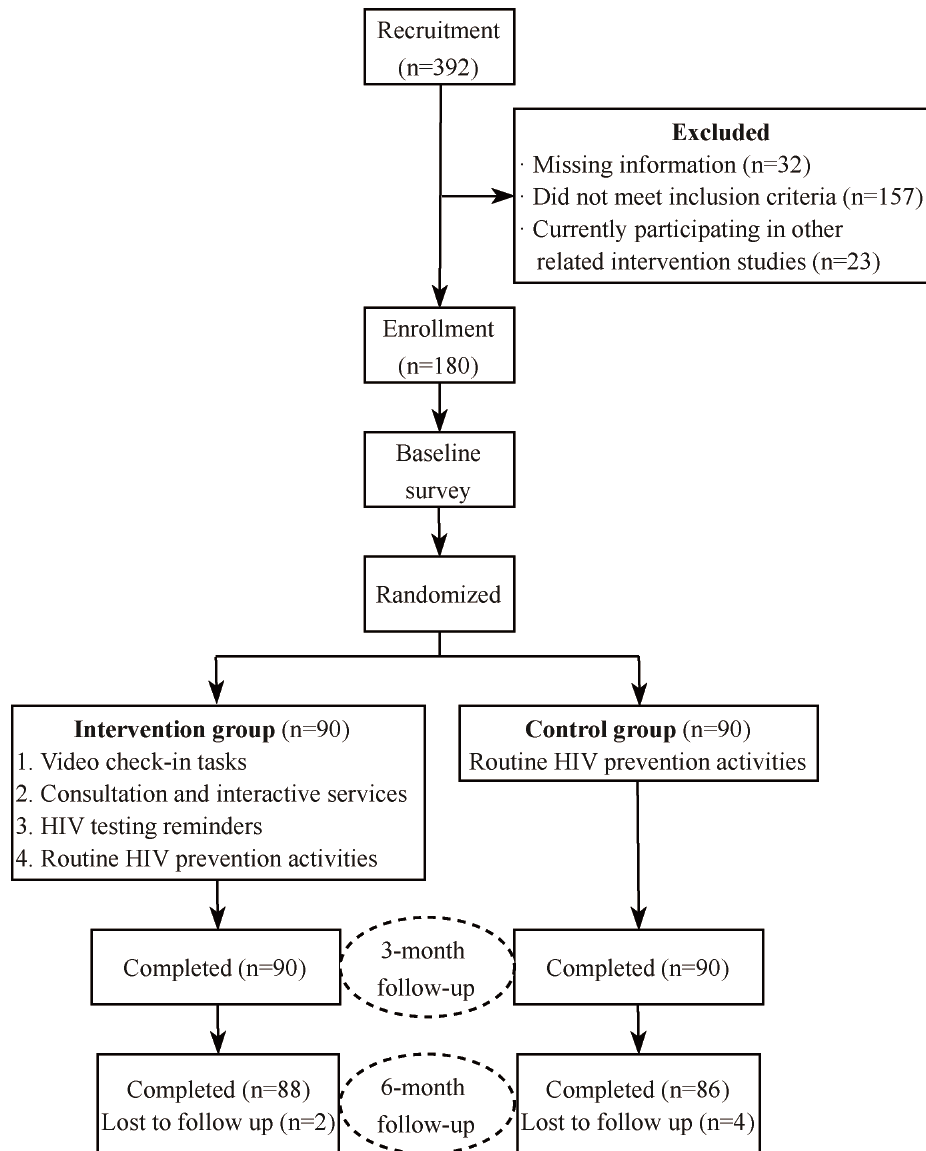 Recruitment
(n=392)
Excluded
· Missing information (n=32)
· Did not meet inclusion criteria (n=157)
· Currently participating in other
related intervention studies (n=23)
Enrollment
(n=180)
Baseline
survey
Randomized
Intervention group (n=90)
1. Video check-in tasks
2. Consultation and interactive services
3. HIV testing reminders
4. Routine HIV prevention activities
Control group (n=90)
Routine HIV prevention activities
Completed (n=90)
3-month
follow-up
Completed (n=90)
Completed (n=88)
Lost to follow up (n=2)
6-month
follow-up
Completed (n=86)
Lost to follow up (n=4)